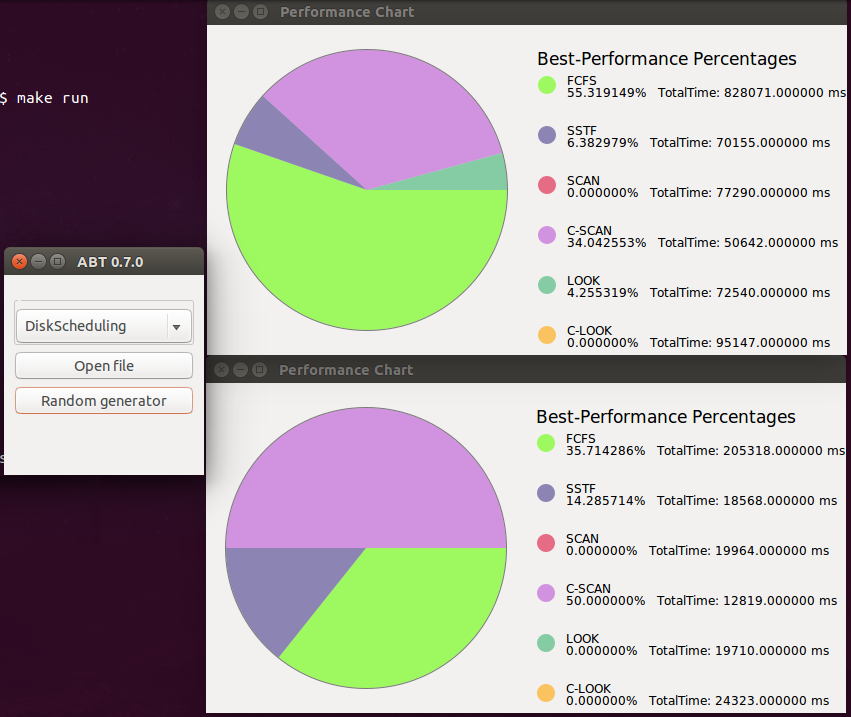 Performance Chart
$ make run
Best-Performance Percentages
FCFS
55.319149% TotalTime: 828071.000000 ms
SSTF
6.382979% TotalTime: 70155.000000 ms
SCAN
0.000000% TotalTime: 77290.000000 ms
C-SCAN
34.042553% TotalTime: 50642.000000 ms
LOOK
4.255319% TotalTime: 72540.000000 ms
C-LOOK
0.000000% TotalTime: 95147.000000 ms
ABT 0.7.0
DiskScheduling
Open file
Random generator
Performance Chart
Best-Performance Percentages
FCFS
35.714286% TotalTime: 205318.000000 ms
SSTF
14.285714% TotalTime: 18568.000000 ms
SCAN
0.000000% TotalTime: 19964.000000 ms
C-SCAN
50.000000% TotalTime: 12819.000000 ms
LOOK
0.000000% TotalTime: 19710.000000 ms
C-LOOK
0.000000% TotalTime: 24323.000000 ms